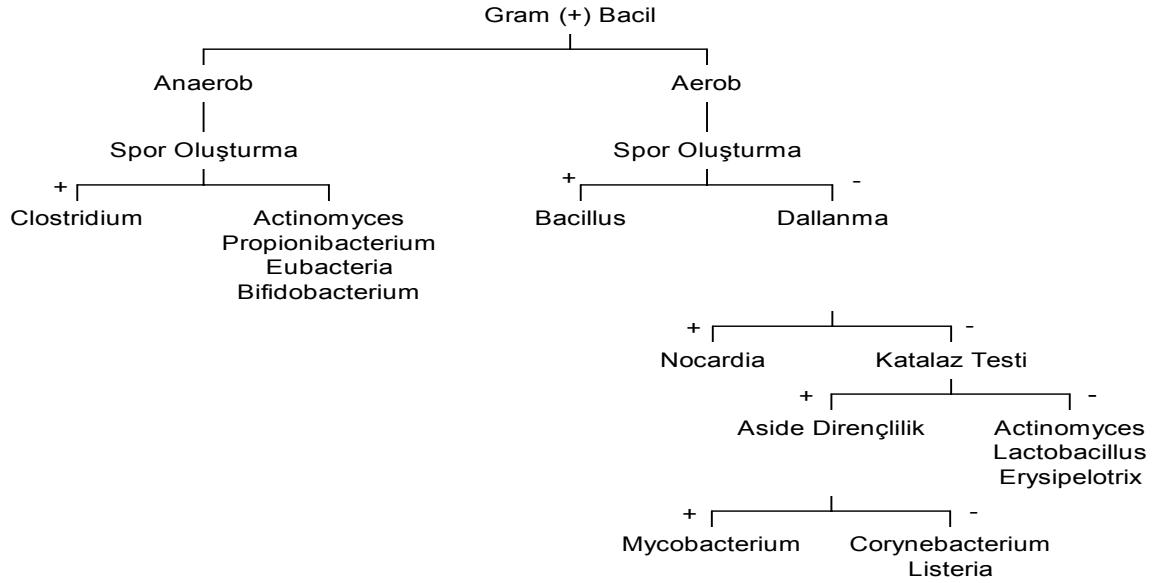 Gram (+) Bacil
Anaerob
Aerob
Spor Oluşturma
Spor Oluşturma
+
+
-
Clostridium
Actinomyces
Propionibacterium
Eubacteria
Bifidobacterium
Bacillus
Dallanma
+
-
Nocardia
Katalaz Testi
+
-
Aside Dirençlilik
Actinomyces
Lactobacillus
Erysipelotrix
+
-
Mycobacterium
Corynebacterium
Listeria